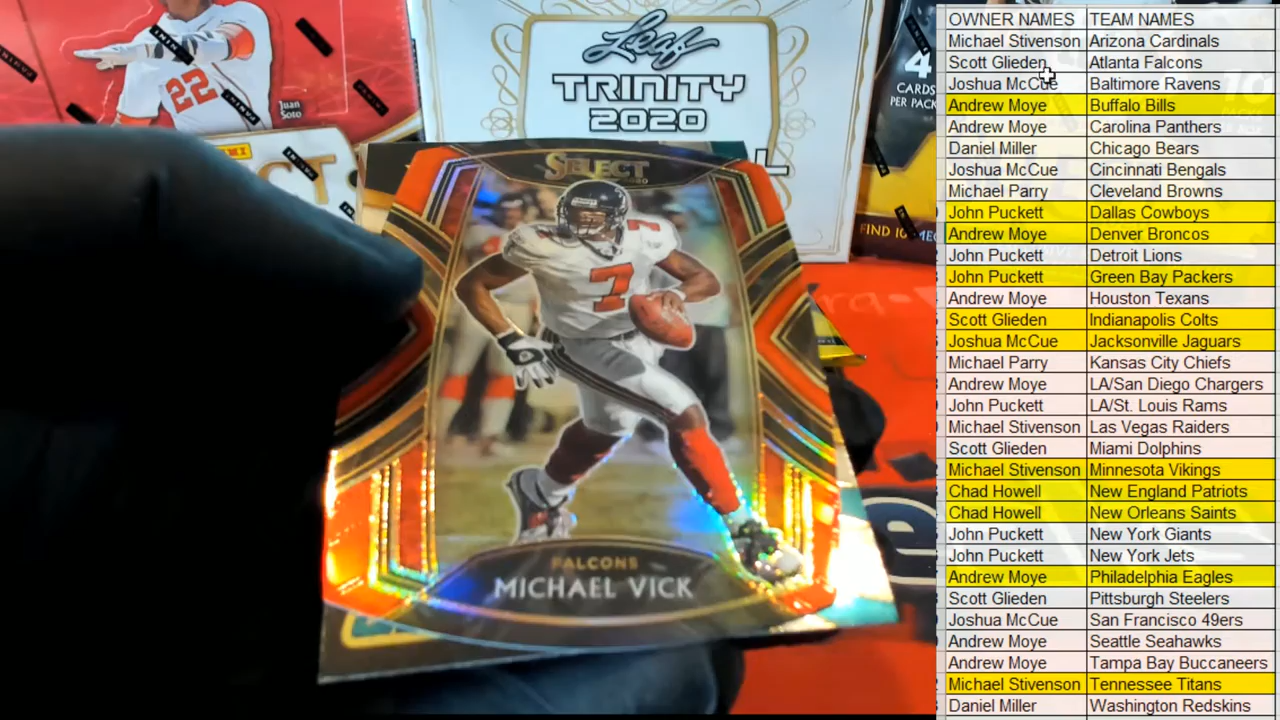 22
Juan
Soto
PANINI
Leaf
TRINITY
2020
4
CARDS
PER PACK
SELECT
7
7
FALCONS
MICHAEL VICK
OWNER NAMES TEAM NAMES
Michael Stivenson Arizona Cardinals
Scott Glieden Atlanta Falcons
Joshua McCue Baltimore Ravens
Andrew Moye Buffalo Bills
Andrew Moye Carolina Panthers
Daniel Miller Chicago Bears
Joshua McCue Cincinnati Bengals
Michael Parry Cleveland Browns
John Puckett Dallas Cowboys
Andrew Moye Denver Broncos
John Puckett Detroit Lions
John Puckett Green Bay Packers
Andrew Moye Houston Texans
Scott Glieden Indianapolis Colts
Joshua McCue Jacksonville Jaguars
Michael Parry Kansas City Chiefs
Andrew Moye LA/San Diego Chargers
John Puckett LA/St. Louis Rams
Michael Stivenson Las Vegas Raiders
Scott Glieden Miami Dolphins
Michael Stivenson Minnesota Vikings
Chad Howell New England Patriots
Chad Howell New Orleans Saints
John Puckett New York Giants
John Puckett New York Jets
Andrew Moye Philadelphia Eagles
Scott Glieden Pittsburgh Steelers
Joshua McCue San Francisco 49ers
Andrew Moye Seattle Seahawks
Andrew Moye Tampa Bay Buccaneers
Michael Stivenson Tennessee Titans
Daniel Miller Washington Redskins